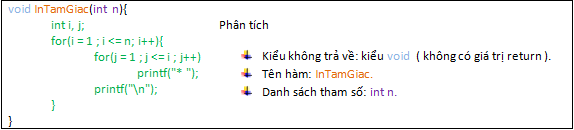 void InTamGiac(int n){
int i, j;
for(i = 1 ; i <= n; i++){
for(j = 1 ; j <= i ; j++)
printf("* ");
printf("\n");
}
}
Phân tích
Kiểu không trả về: kiểu void ( không có giá trị return ).
Tên hàm: InTamGiac.
Danh sách tham số: int n.